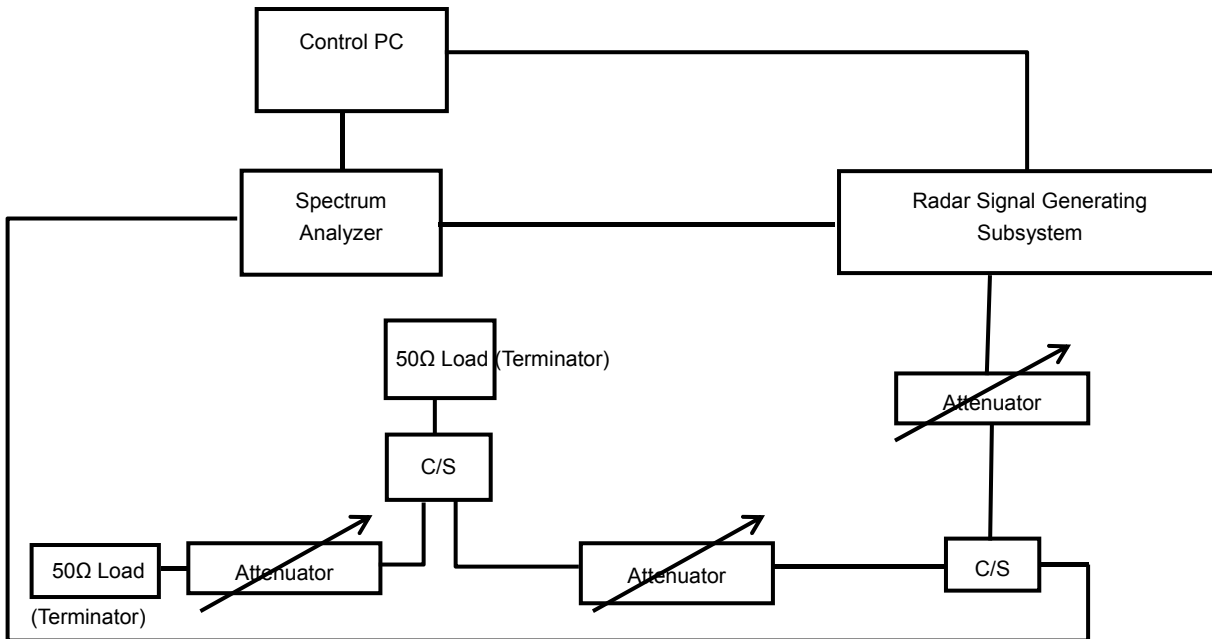 Control PC
Spectrum
Analyzer
Radar Signal Generating
Subsystem
50Ω Load (Terminator)
Attenuator
C/S
50Ω Load
(Terminator)
Attenuator
Attenuator
C/S